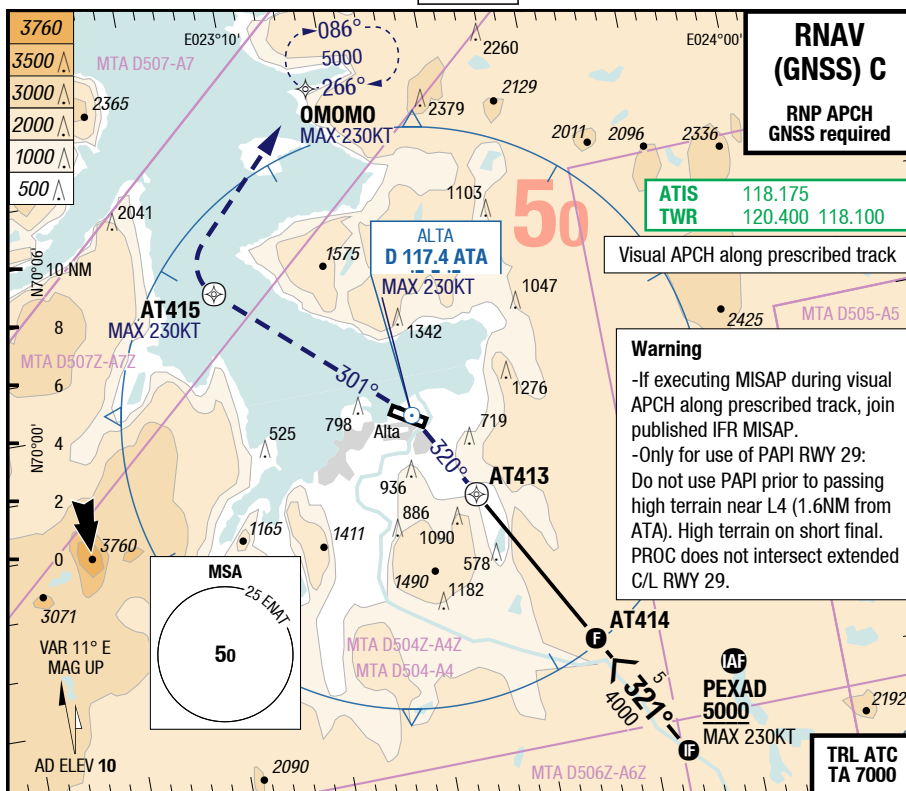 3760
3500
3000
2000
1000
500
E023°10'
MTA D507-A7
2365
2041
086°
5000
266°
OMOMO
MAX 230KT
2260
2129
2379
2011
2096
2336
E024°00'
RNAV
(GNSS) C
RNP APCH
GNSS required
ATIS 118.175
TWR 120.400 118.100
Visual APCH along prescribed track
50
1103
1575
ALTA
D 117.4 ATA
MAX 230KT
1047
1342
2425
MTA D505-A5
N70°06'
10 NM
8
6
4
2
0
N70°00'
AT415
MAX 230KT
MTA D507Z-A7Z
301°
1276
798
Alta
719
525
320°
AT413
936
886
1090
578
1165
1411
1490
1182
3760
3071
Warning
-If executing MISAP during visual
APCH along prescribed track, join
published IFR MISAP.
-Only for use of PAPI RWY 29:
Do not use PAPI prior to passing
high terrain near L4 (1.6NM from
ATA). High terrain on short final.
PROC does not intersect extended
C/L RWY 29.
MSA
25 ENAT
50
VAR 11° E
MAG UP
AD ELEV 10
MTA D504Z-A4Z
MTA D504-A4
AT414
F
5
321°
4000
IAF
PEXAD
5000
MAX 230KT
IF
2192
2090
MTA D506Z-A6Z
TRL ATC
TA 7000